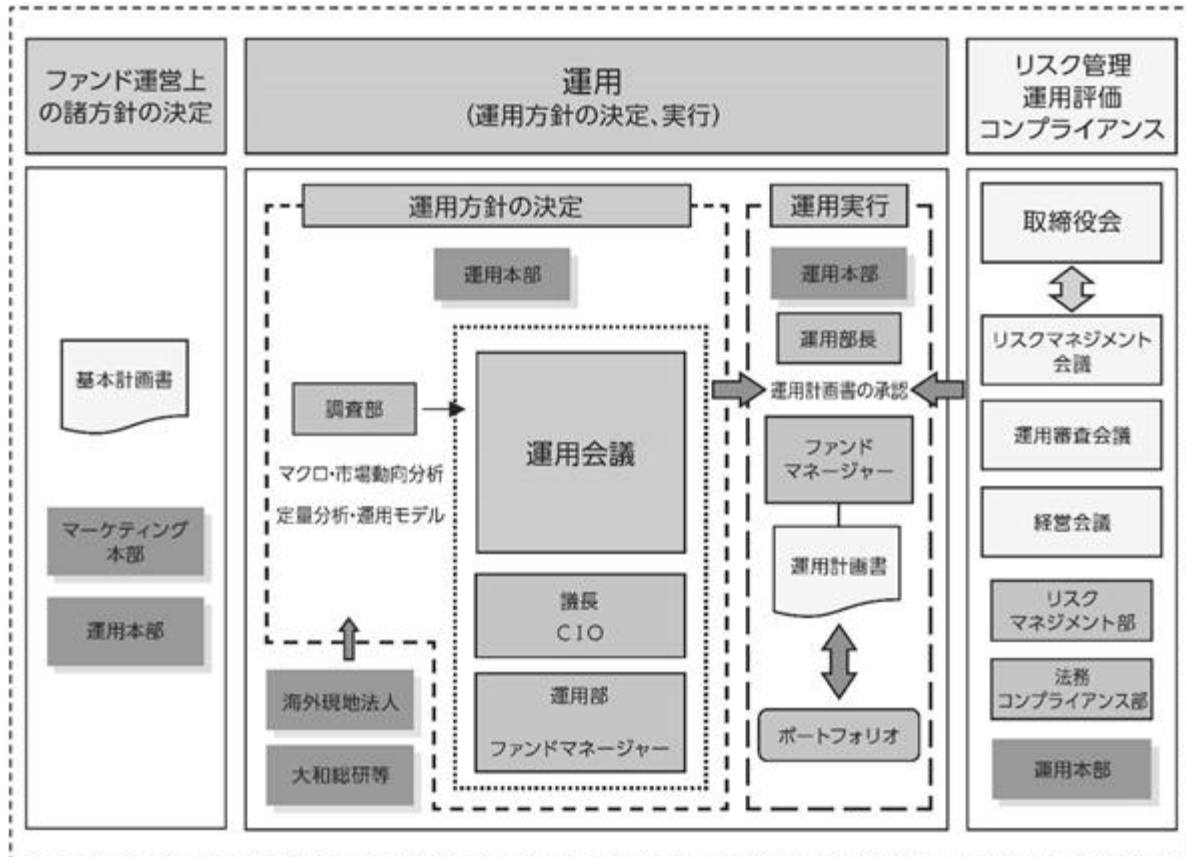 ファンド運営上
の諸方針の決定
運用
(運用方針の決定、実行)
リスク管理
運用評価
コンプライアンス
基本計画書
マーケティング
本部
運用本部
運用方針の決定
運用本部
調査部
マクロ・市場動向分析
定量分析・運用モデル
海外現地法人
大和総研等
運用会議
議長
CIO
運用部
ファンドマネージャー
運用実行
運用本部
運用部長
運用計画書の承認
ファンド
マネージャー
運用計画書
ポートフォリオ
取締役会
リスクマネジメント
会議
運用審査会議
経営会議
リスク
マネジメント部
法務
コンプライアンス部
運用本部